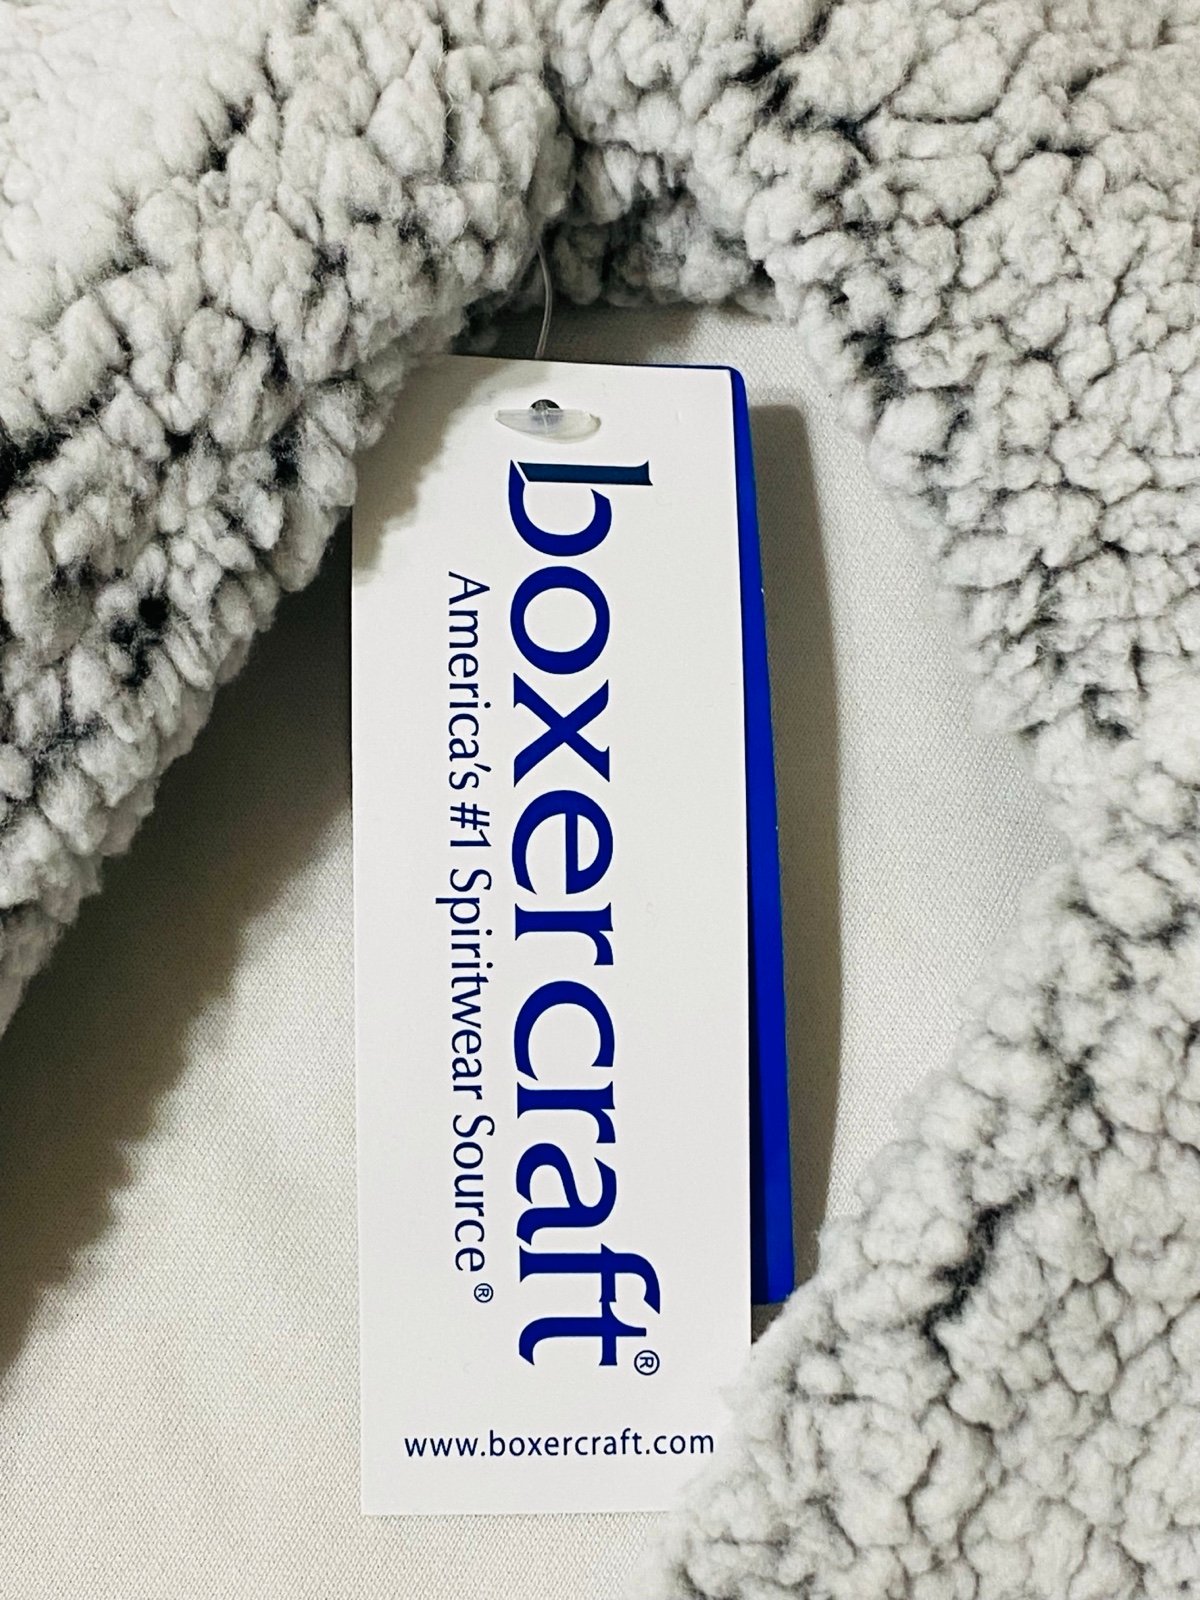 boxercraft®
America's #1 Spiritwear Source®
www.boxercraft.com